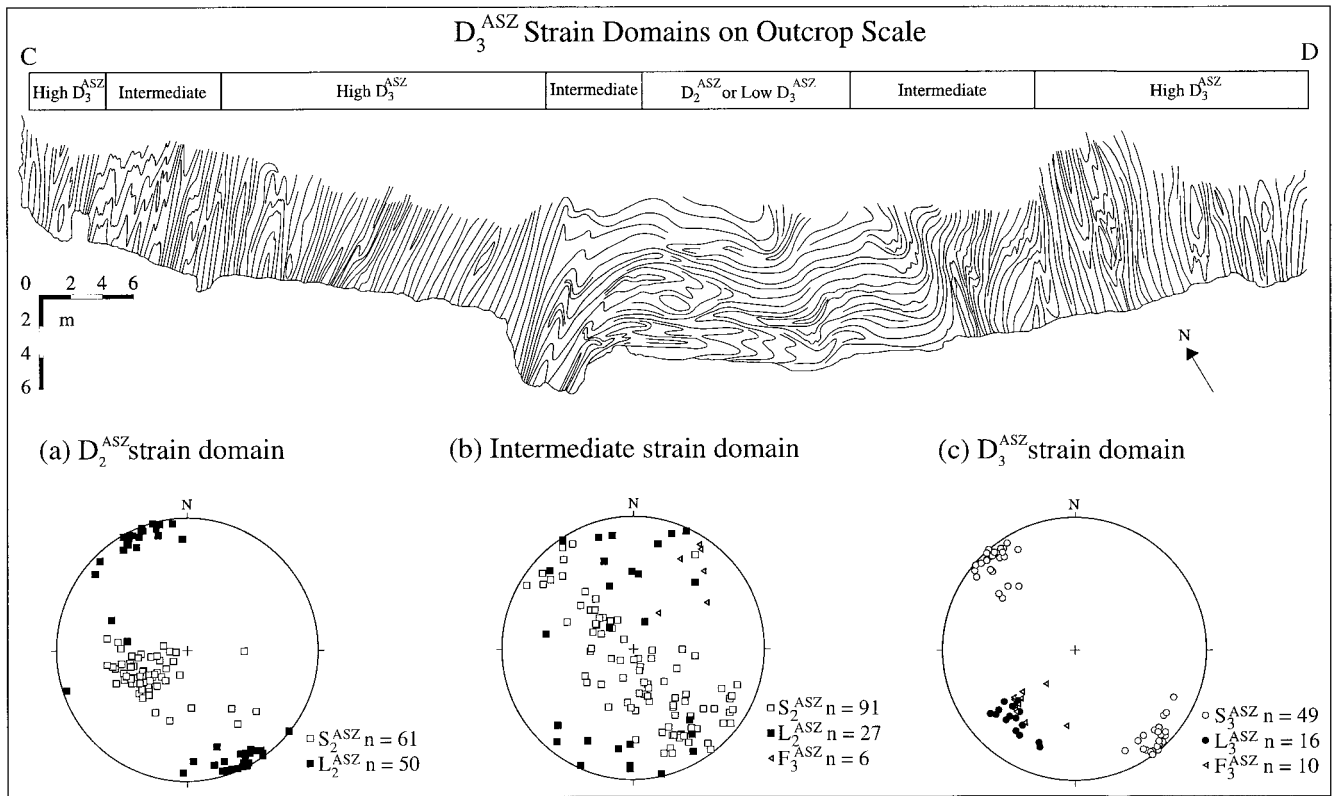 D₃ᴬˢᶻ Strain Domains on Outcrop Scale
C D
High D₃ᴬˢᶻ Intermediate High D₃ᴬˢᶻ Intermediate D₂ᴬˢᶻ or Low D₃ᴬˢᶻ Intermediate High D₃ᴬˢᶻ
0 0 2 4 6
2 m
4
6
N
(a) D₂ᴬˢᶻ strain domain
N
S₂ᴬˢᶻ n = 61
L₂ᴬˢᶻ n = 50
(b) Intermediate strain domain
N
S₂ᴬˢᶻ n = 91
L₂ᴬˢᶻ n = 27
F₃ᴬˢᶻ n = 6
(c) D₃ᴬˢᶻ strain domain
N
S₃ᴬˢᶻ n = 49
L₃ᴬˢᶻ n = 16
F₃ᴬˢᶻ n = 10